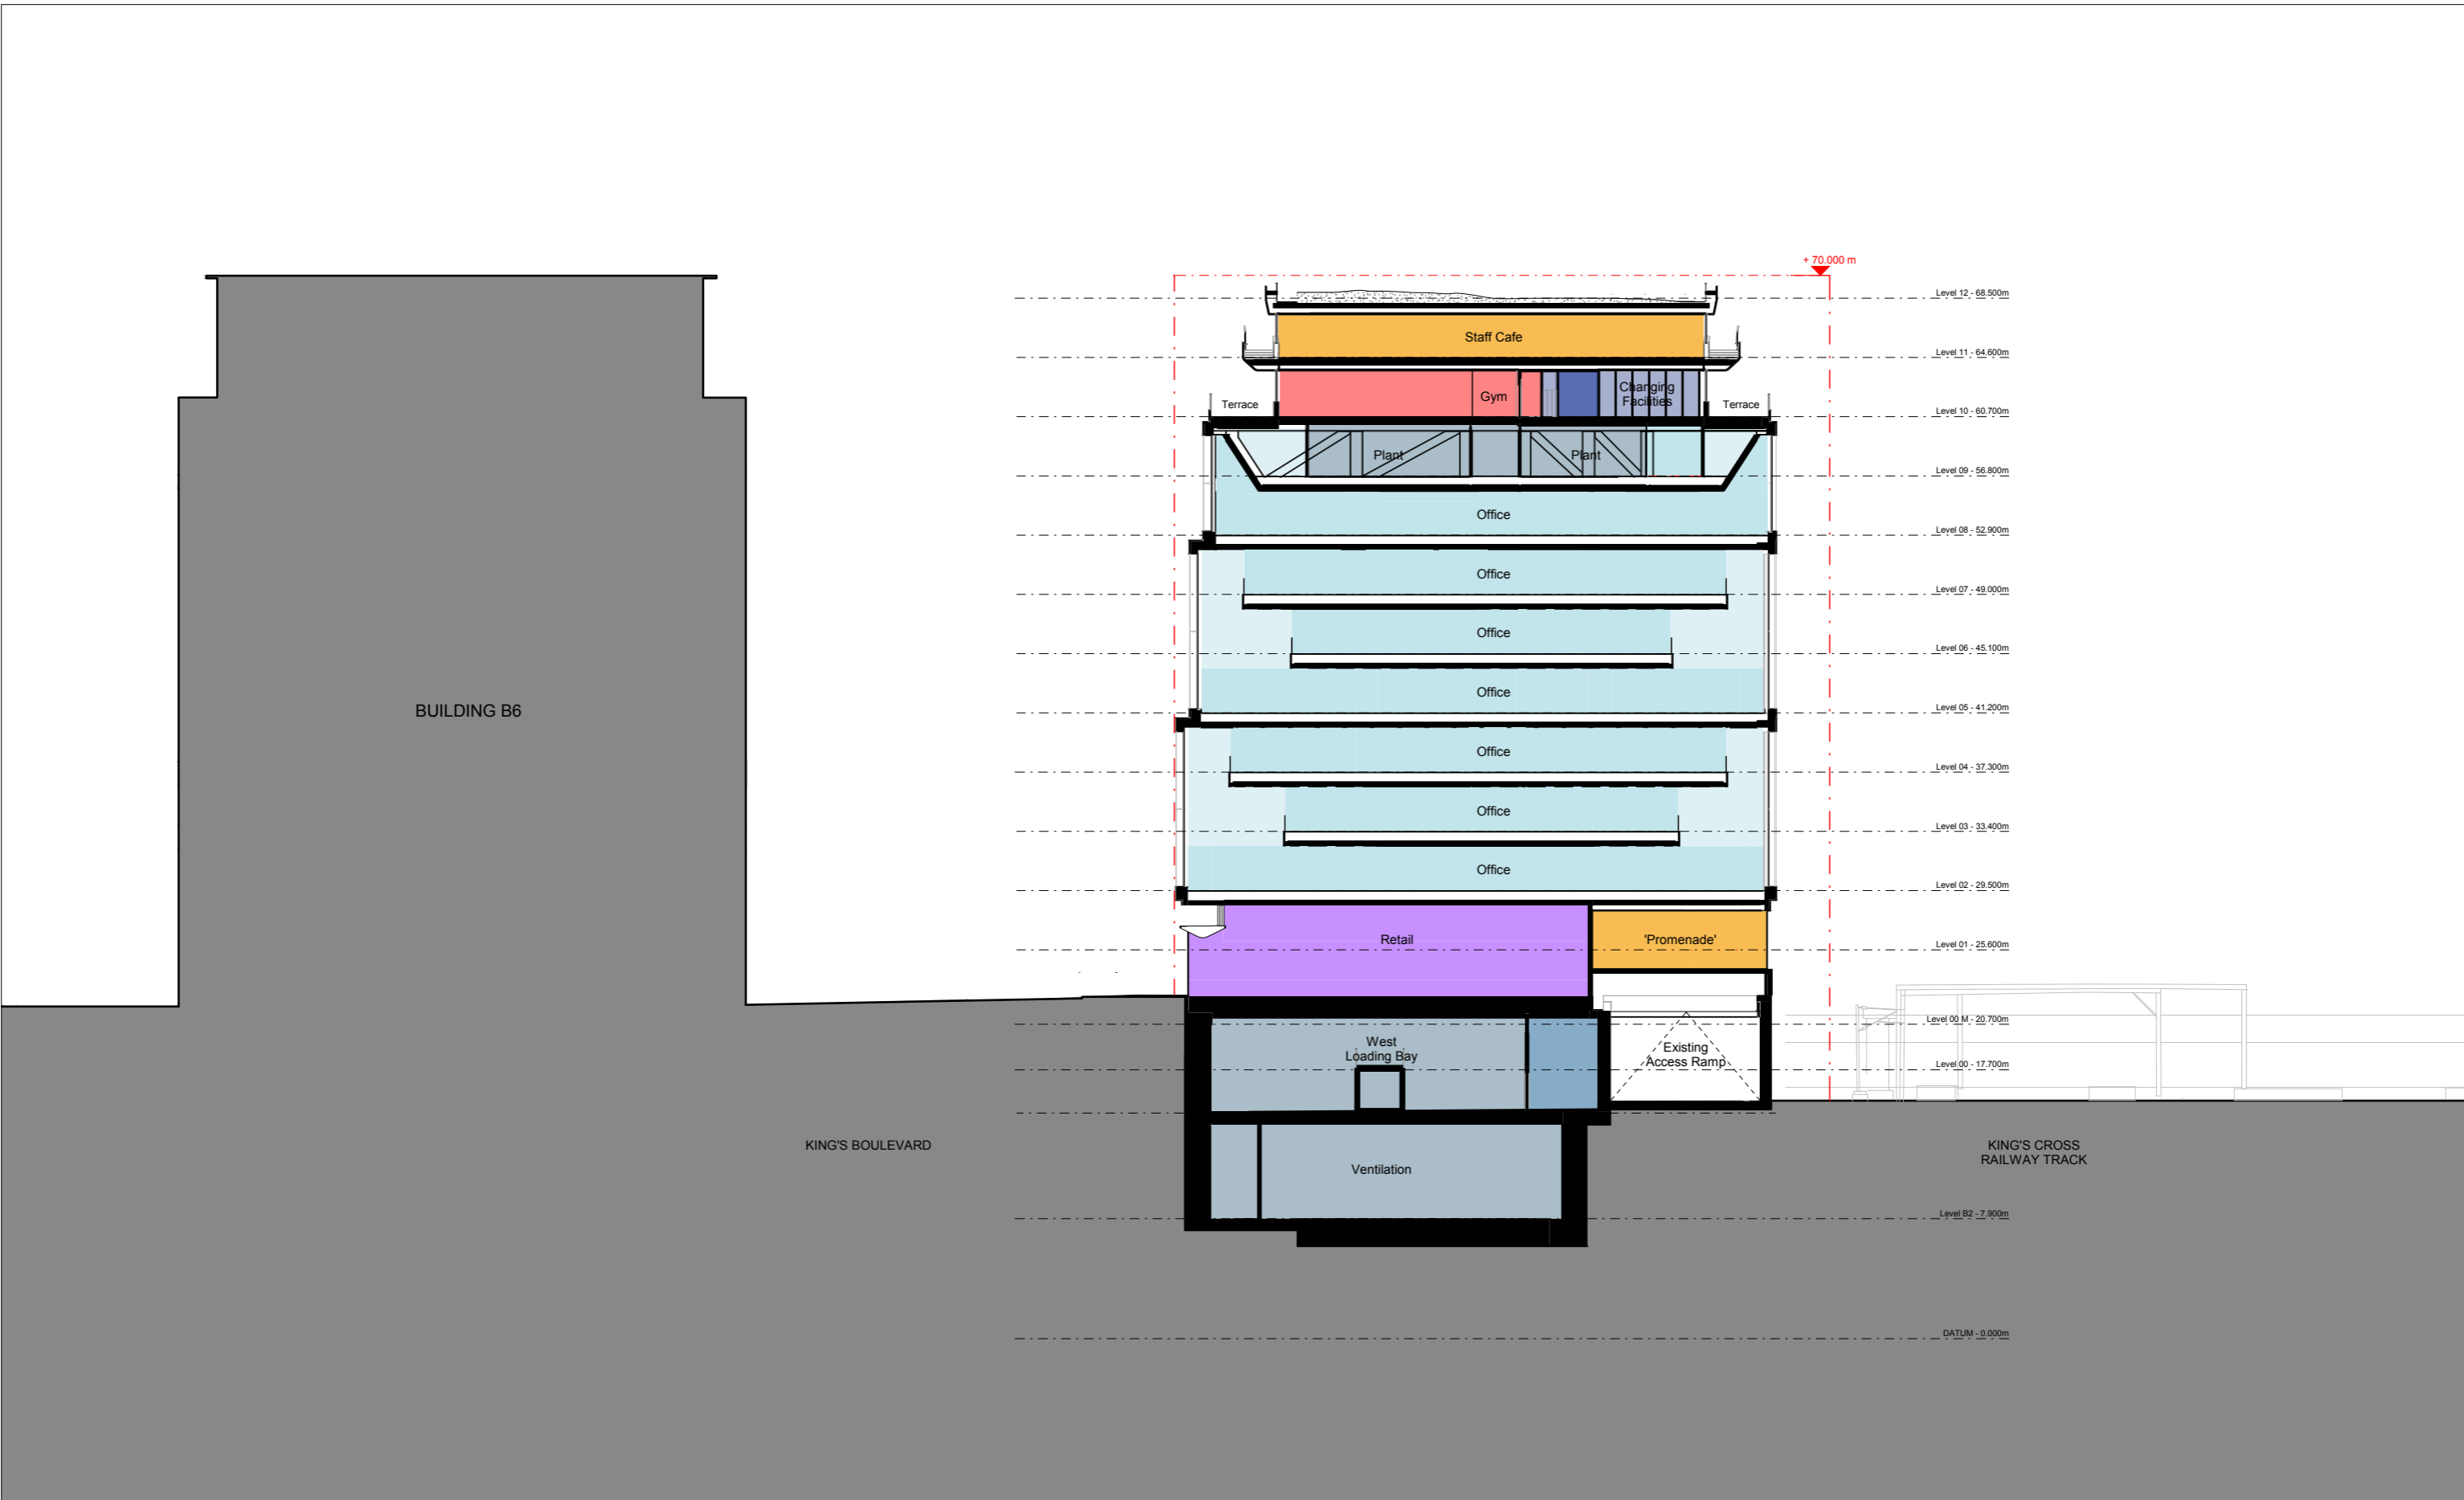 + 70.000 m
Level 12 - 68.500m
Staff Cafe
Level 11 - 64.600m
Gym
Changing
Facilities
Terrace
Terrace
Level 10 - 60.700m
Plant
Plant
Level 09 - 56.800m
Office
Level 08 - 52.900m
Office
Level 07 - 49.000m
Office
Level 06 - 45.100m
Office
BUILDING B6
Level 05 - 41.200m
Office
Level 04 - 37.300m
Office
Level 03 - 33.400m
Office
Level 02 - 29.500m
Retail
'Promenade'
Level 01 - 25.600m
Level 00 M - 20.700m
West
Loading Bay
Existing
Access Ramp
Level 00 - 17.700m
KING'S BOULEVARD
KING'S CROSS
RAILWAY TRACK
Ventilation
Level B2 - 7.900m
DATUM - 0.000m